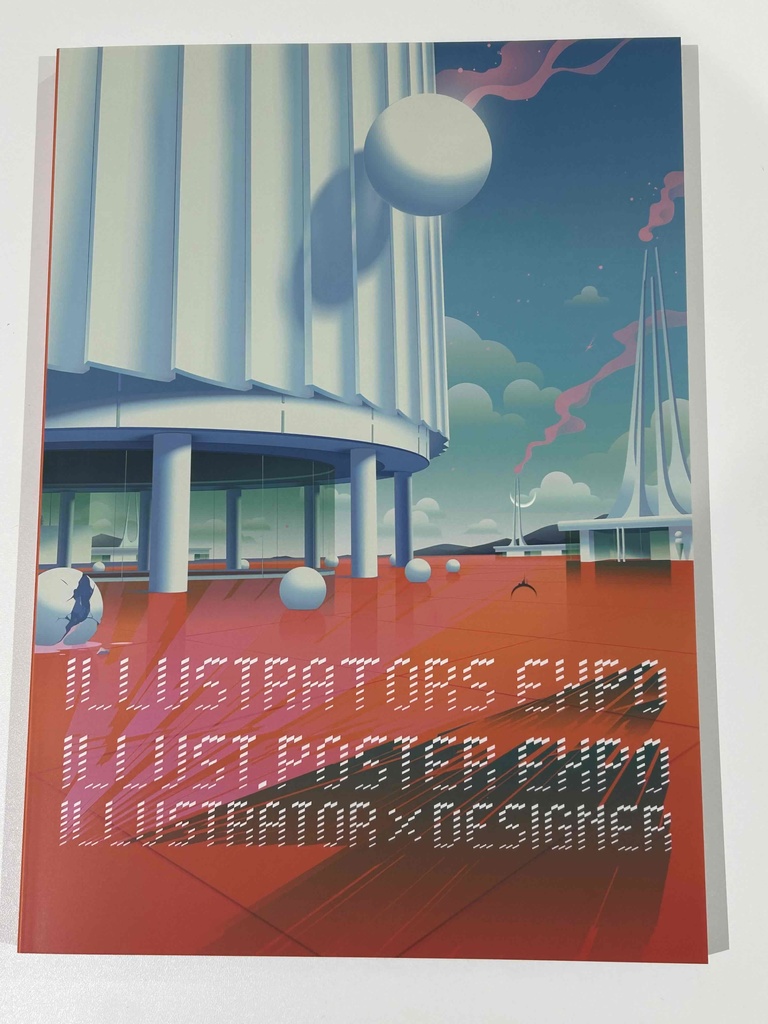 ILLUSTRATORS EXPO
ILLUST.POSTER EXPO
ILLUSTRATOR×DESIGNER